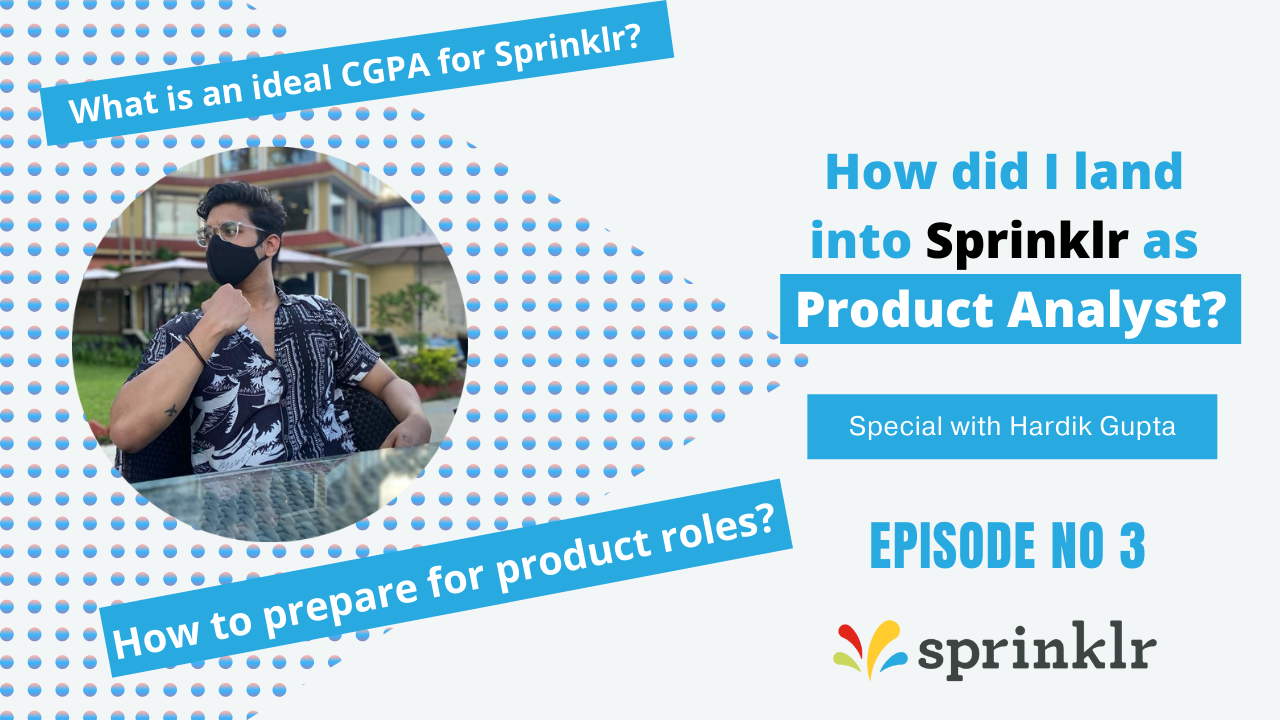 What is an ideal CGPA for Sprinklr?
How did I land
into Sprinklr as
Product Analyst?
Special with Hardik Gupta
How to prepare for product roles?
EPISODE NO 3
sprinklr